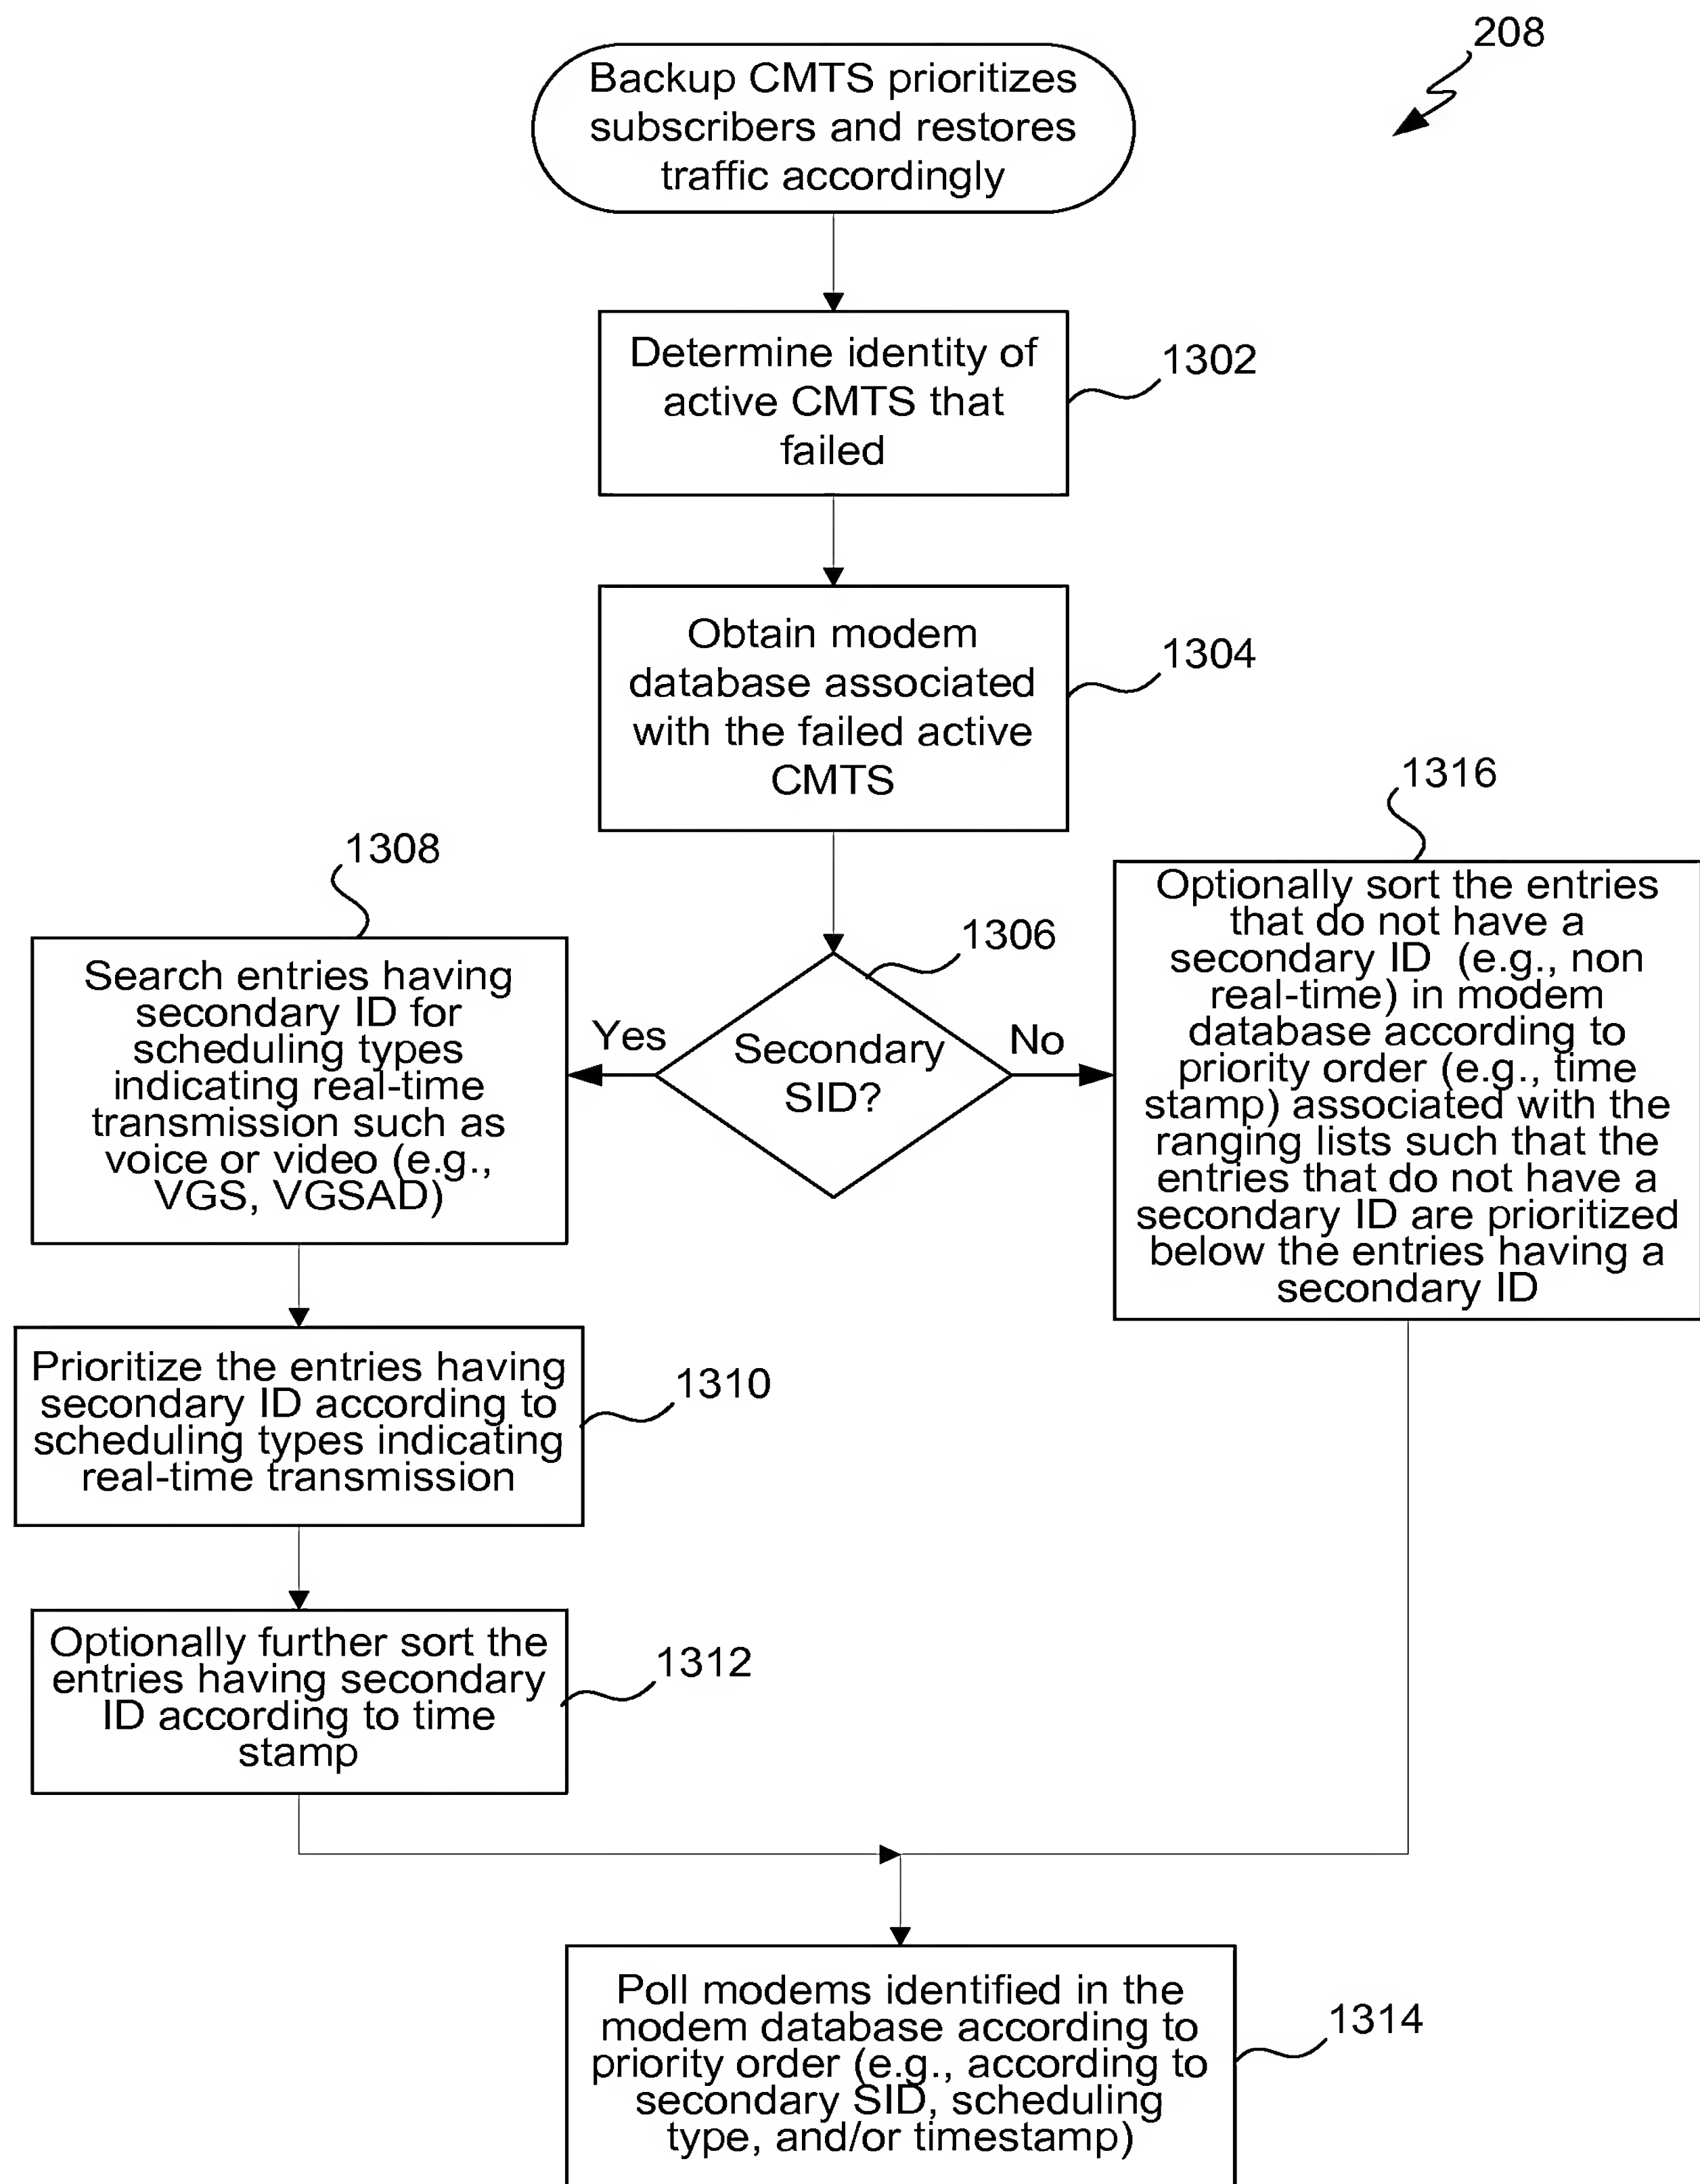 208
Backup CMTS prioritizes
subscribers and restores
traffic accordingly
Determine identity of
active CMTS that
failed
1302
Obtain modem
database associated
with the failed active
CMTS
1304
1306
Secondary
SID?
Yes
No
1308
Search entries having
secondary ID for
scheduling types
indicating real-time
transmission such as
voice or video (e.g.,
VGS, VGSAD)
1316
Optionally sort the entries
that do not have a
secondary ID (e.g., non
real-time) in modem
database according to
priority order (e.g., time
stamp) associated with the
ranging lists such that the
entries that do not have a
secondary ID are prioritized
below the entries having a
secondary ID
Prioritize the entries having
secondary ID according to
scheduling types indicating
real-time transmission
1310
Optionally further sort the
entries having secondary
ID according to time
stamp
1312
Poll modems identified in the
modem database according to
priority order (e.g., according to
secondary SID, scheduling
type, and/or timestamp)
1314